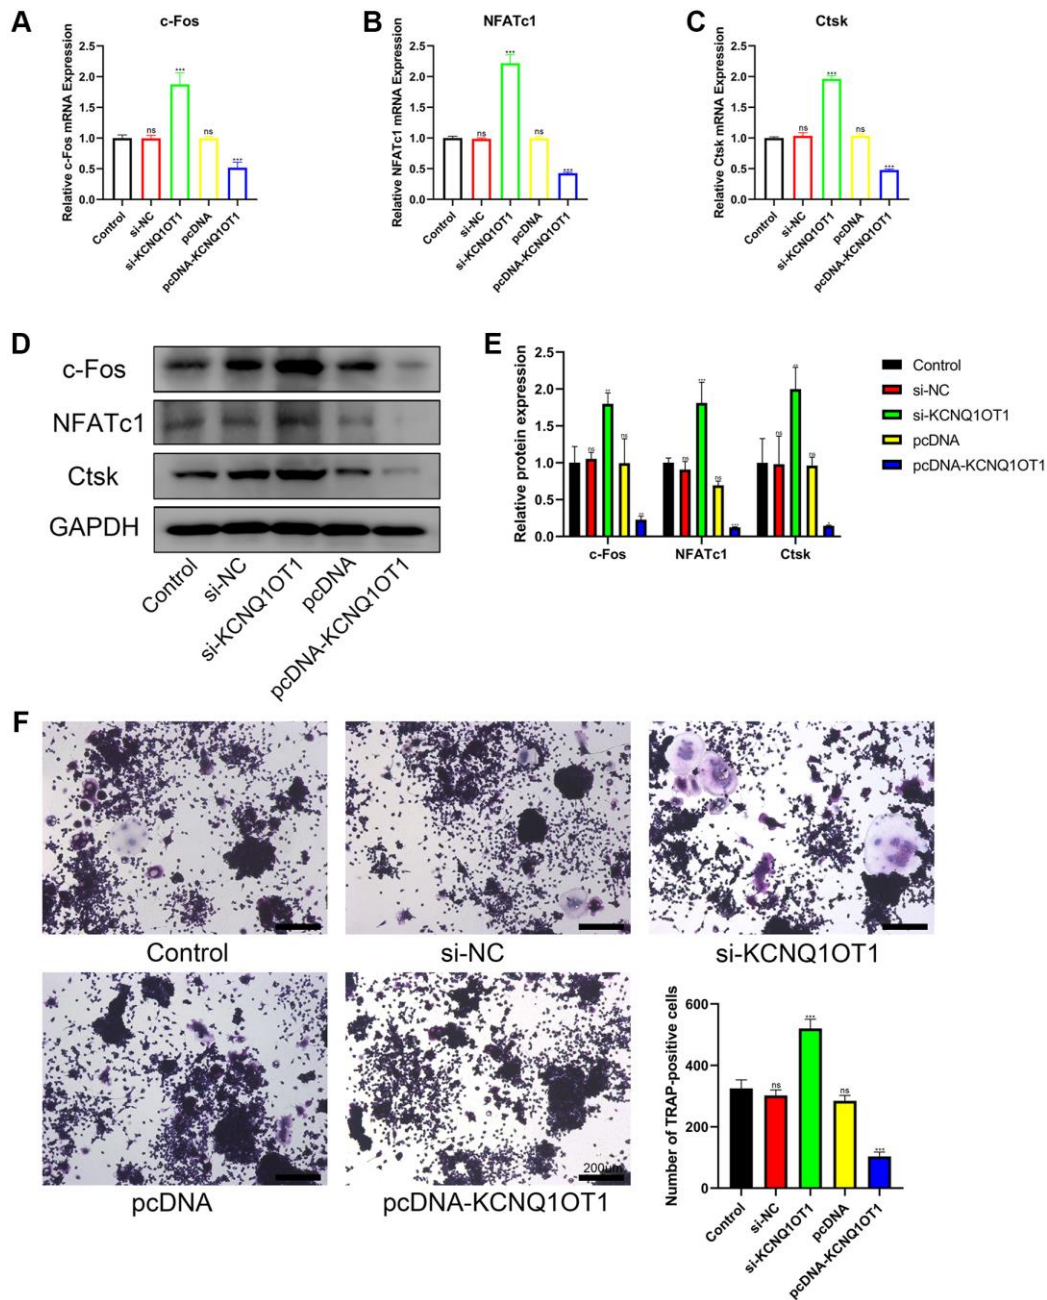 A
c-Fos
Relative c-Fos mRNA Expression
2.5
2.0
1.5
1.0
0.5
0.0
ns
***
ns
***
Control
si-NC
si-KCNQ1OT1
pcDNA
pcDNA-KCNQ1OT1
B
NFATc1
Relative NFATc1 mRNA Expression
2.5
2.0
1.5
1.0
0.5
0.0
ns
***
ns
***
Control
si-NC
si-KCNQ1OT1
pcDNA
pcDNA-KCNQ1OT1
C
Ctsk
Relative Ctsk mRNA Expression
2.5
2.0
1.5
1.0
0.5
0.0
ns
***
ns
***
Control
si-NC
si-KCNQ1OT1
pcDNA
pcDNA-KCNQ1OT1
D
c-Fos
NFATc1
Ctsk
GAPDH
Control
si-NC
si-KCNQ1OT1
pcDNA
pcDNA-KCNQ1OT1
E
Relative protein expression
2.5
2.0
1.5
1.0
0.5
0.0
ns
**
ns
**
ns
***
ns
***
ns
**
ns
*
c-Fos
NFATc1
Ctsk
Control
si-NC
si-KCNQ1OT1
pcDNA
pcDNA-KCNQ1OT1
F
Control
si-NC
si-KCNQ1OT1
200μm
pcDNA
pcDNA-KCNQ1OT1
Number of TRAP-positive cells
600
400
200
0
ns
***
ns
***
Control
si-NC
si-KCNQ1OT1
pcDNA
pcDNA-KCNQ1OT1